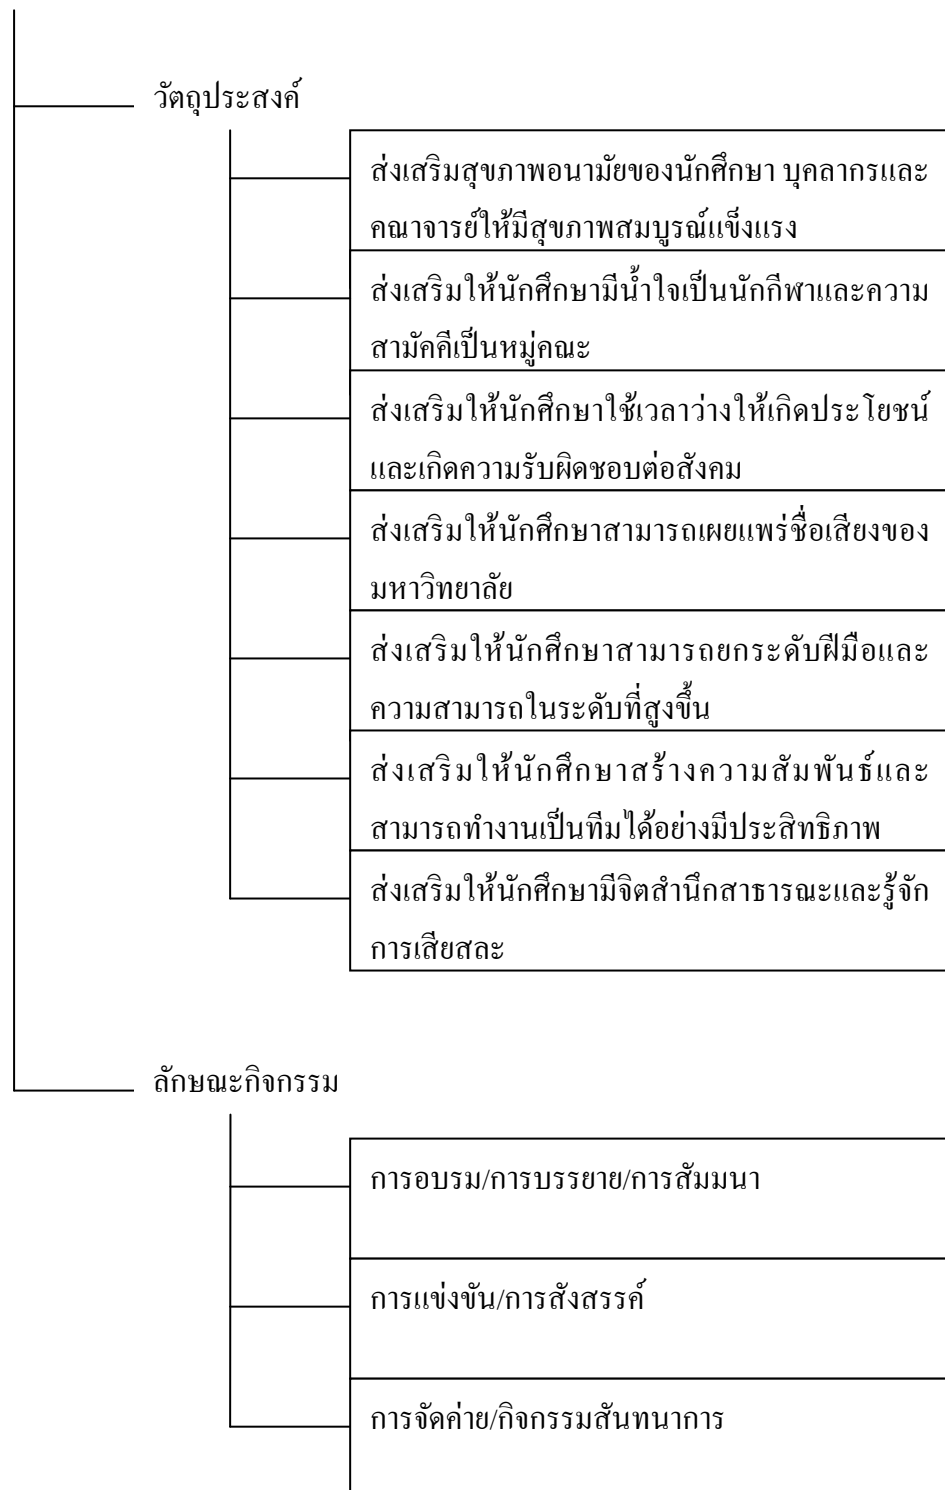 วัตถุประสงค์
ส่งเสริมสุขภาพอนามัยของนักศึกษา บุคลากรและ
คณาจารย์ให้มีสุขภาพสมบูรณ์แข็งแรง
ส่งเสริมให้นักศึกษามีน้ำใจเป็นนักกีฬาและความ
สามัคคีเป็นหมู่คณะ
ส่งเสริมให้นักศึกษาใช้เวลาว่างให้เกิดประโยชน์
และเกิดความรับผิดชอบต่อสังคม
ส่งเสริมให้นักศึกษาสามารถเผยแพร่ชื่อเสียงของ
มหาวิทยาลัย
ส่งเสริมให้นักศึกษาสามารถยกระดับฝีมือและ
ความสามารถในระดับที่สูงขึ้น
ส่งเสริมให้นักศึกษาสร้างความสัมพันธ์และ
สามารถทำงานเป็นทีมได้อย่างมีประสิทธิภาพ
ส่งเสริมให้นักศึกษามีจิตสำนึกสาธารณะและรู้จัก
การเสียสละ
ลักษณะกิจกรรม
การอบรม/การบรรยาย/การสัมมนา
การแข่งขัน/การสังสรรค์
การจัดค่าย/กิจกรรมสันทนาการ